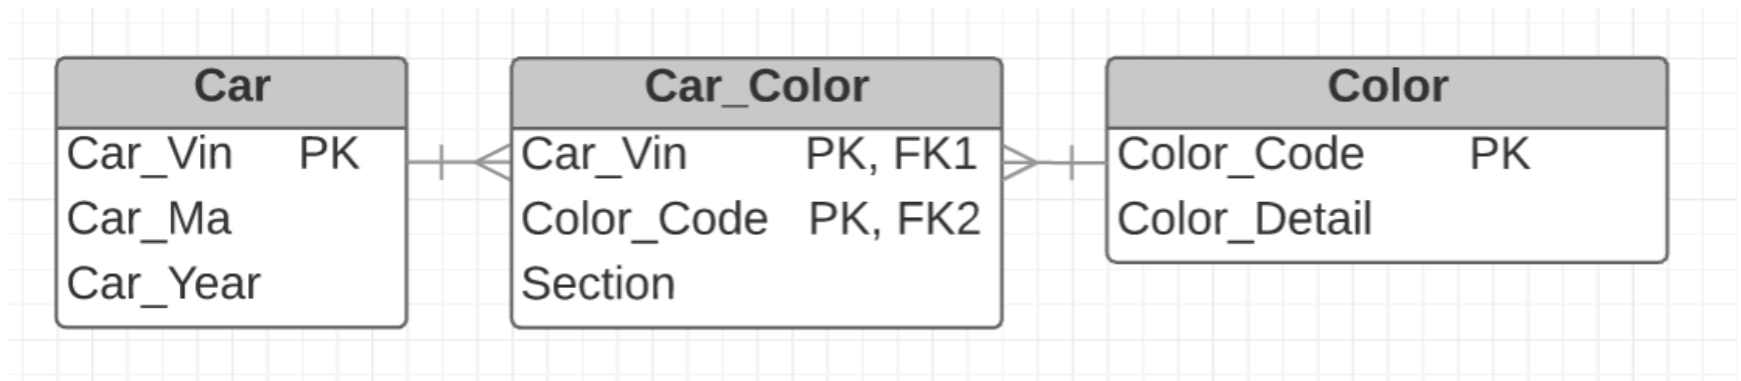 Car
Car_Vin PK
Car_Ma
Car_Year
Car_Color
Car_Vin PK, FK1
Color_Code PK, FK2
Section
Color
Color_Code PK
Color_Detail